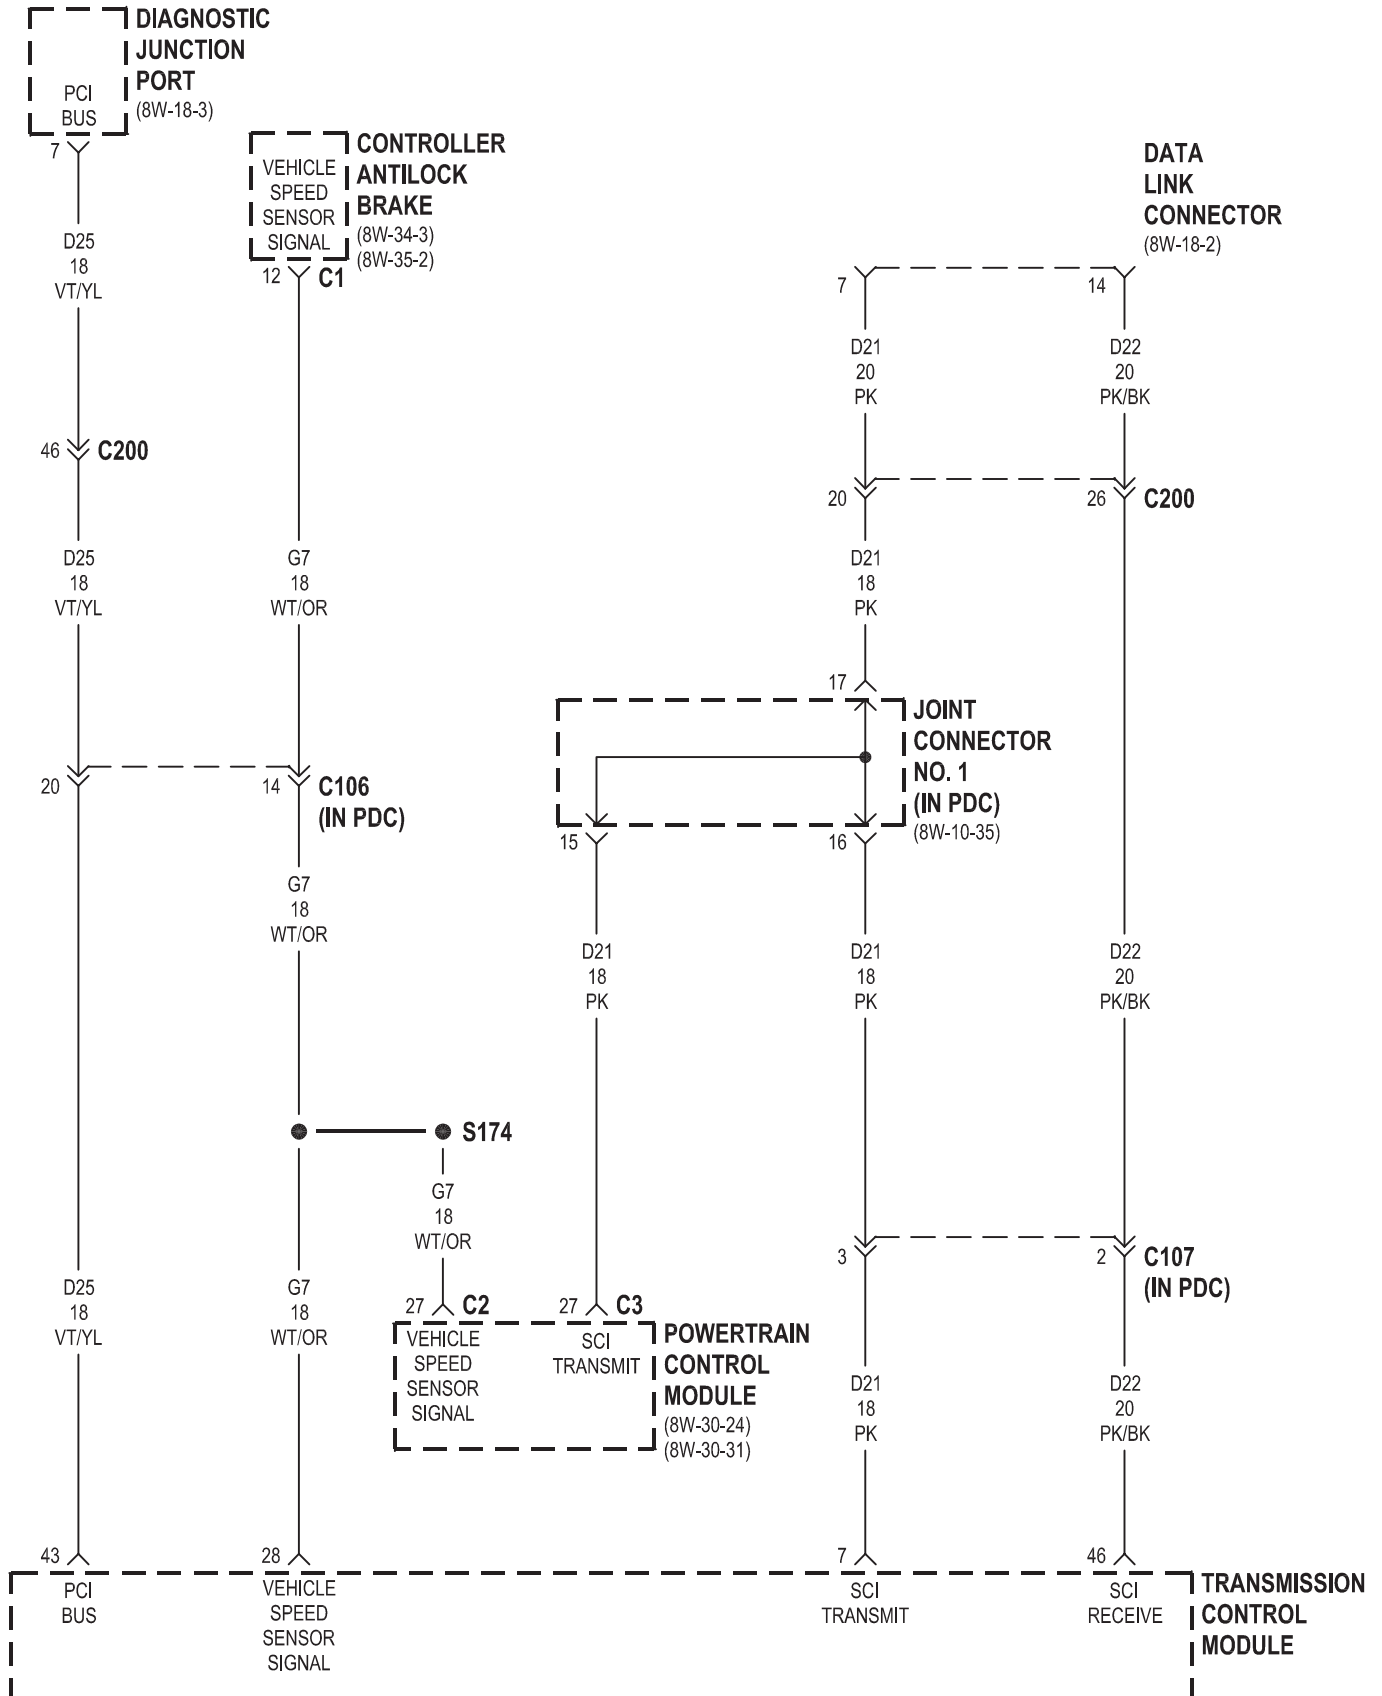 DIAGNOSTIC
JUNCTION
PORT
(8W-18-3)
PCI
BUS
7
D25
18
VT/YL
46
C200
D25
18
VT/YL
20
D25
18
VT/YL
43
PCI
BUS
CONTROLLER
ANTILOCK
BRAKE
(8W-34-3)
(8W-35-2)
VEHICLE
SPEED
SENSOR
SIGNAL
12
C1
G7
18
WT/OR
14
C106
(IN PDC)
G7
18
WT/OR
S174
G7
18
WT/OR
G7
18
WT/OR
28
VEHICLE
SPEED
SENSOR
SIGNAL
27
C2
VEHICLE
SPEED
SENSOR
SIGNAL
27
C3
SCI
TRANSMIT
POWERTRAIN
CONTROL
MODULE
(8W-30-24)
(8W-30-31)
DATA
LINK
CONNECTOR
(8W-18-2)
7
14
D21
20
PK
D22
20
PK/BK
20
26
C200
D21
18
PK
17
JOINT
CONNECTOR
NO. 1
(IN PDC)
(8W-10-35)
15
16
D21
18
PK
D21
18
PK
D22
20
PK/BK
3
2
C107
(IN PDC)
D21
18
PK
D22
20
PK/BK
7
46
SCI
TRANSMIT
SCI
RECEIVE
TRANSMISSION
CONTROL
MODULE